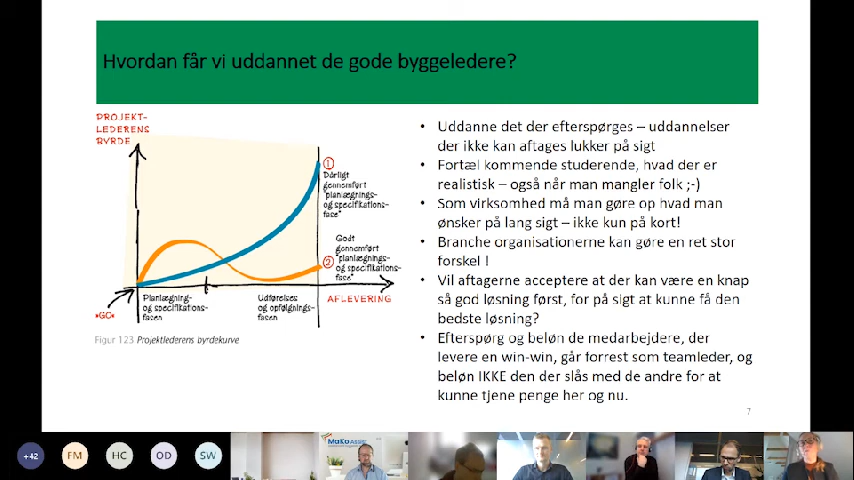 Hvordan får vi uddannet de gode byggeledere?
PROJEKT-
LEDERENS
BYRDE
①
Dårligt
gennemført
"planlægnings-
og specifikations-
fase"
Godt
gennemført
②
"planlægnings-
og specifikations-
fase"
Planlægning-
og specifikations-
fasen
Udførelses
og opfølgnings-
fasen
AFLEVERING
"GO"
Figur 123 Projektlederens byrdekurve
• Uddanne det der efterspørges – uddannelser
der ikke kan aftages lukker på sigt
• Fortæl kommende studerende, hvad der er
realistisk – også når man mangler folk ;-)
• Som virksomhed må man gøre op hvad man
ønsker på lang sigt – ikke kun på kort!
• Branche organisationerne kan gøre en ret stor
forskel !
• Vil aftagerne acceptere at der kan være en knap
så god løsning først, for på sigt at kunne få den
bedste løsning?
• Efterspørg og beløn de medarbejdere, der
levere en win-win, går forrest som teamleder, og
beløn IKKE den der slås med de andre for at
kunne tjene penge her og nu.
7
+42
FM
HC
OD
SW
MaKoAssist